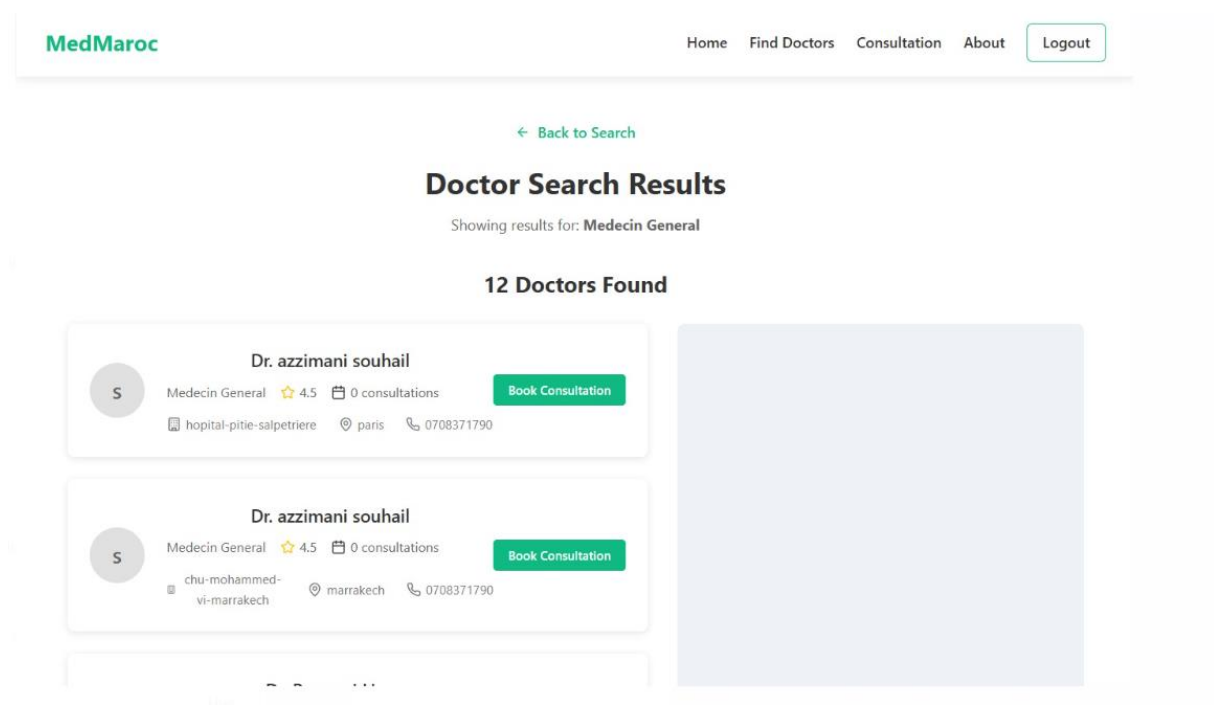 MedMaroc Home Find Doctors Consultation About Logout
← Back to Search
Doctor Search Results
Showing results for: Medecin General
12 Doctors Found
Dr. azzimani souhail
S
Medecin General 4.5 0 consultations
Book Consultation
hopital-pitie-salpetriere paris 0708371790
Dr. azzimani souhail
S
Medecin General 4.5 0 consultations
Book Consultation
chu-mohammed-
vi-marrakech
marrakech 0708371790